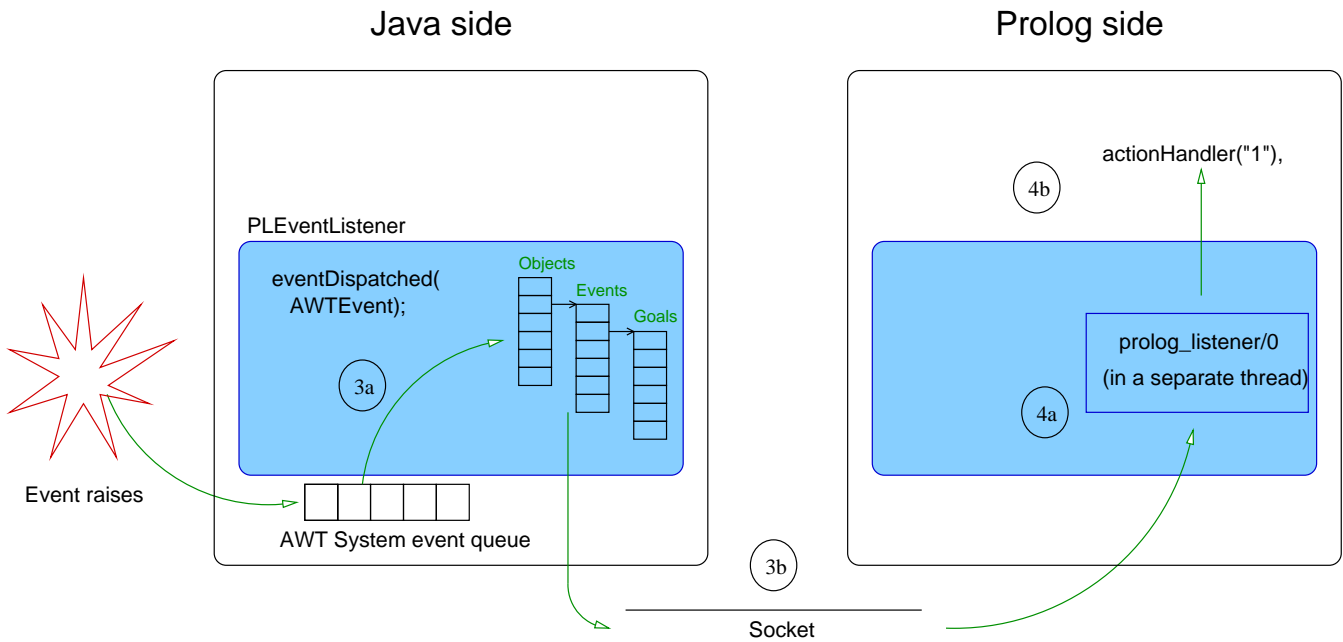 Java side
Prolog side
actionHandler("1"),
4b
PLEventListener
eventDispatched(
AWTEvent);
Objects
Events
Goals
3a
prolog_listener/0
(in a separate thread)
4a
Event raises
AWT System event queue
3b
Socket